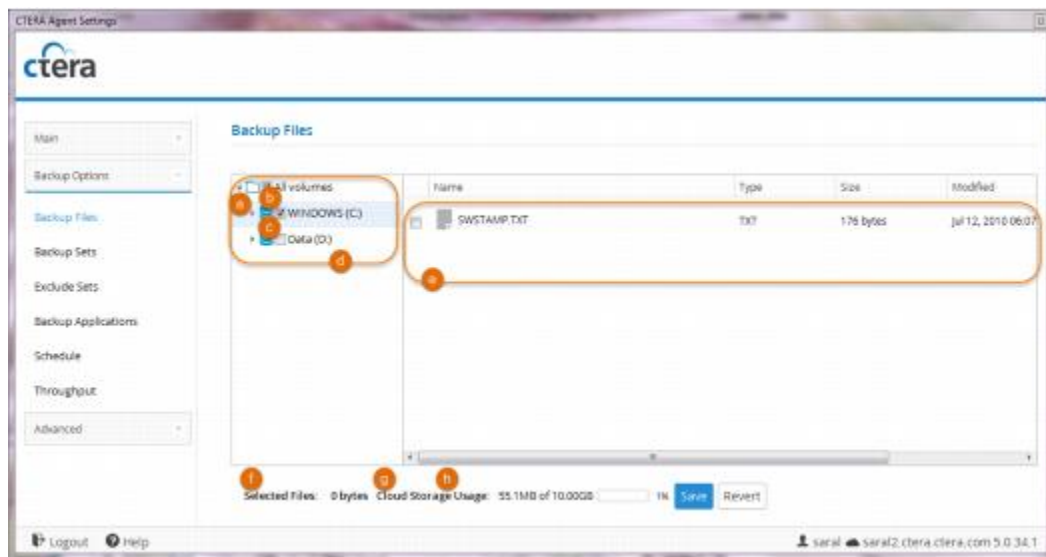 CTERA Agent Settings
ctera
Main
Backup Options
Backup Files
Backup Sets
Exclude Sets
Backup Applications
Schedule
Throughput
Advanced
Backup Files
All volumes
a
b
WINDOWS (C:)
c
Data (D:)
d
Name Type Size Modified
SWSTAMP.TXT TXT 176 bytes Jul 12, 2010 06:07
e
f g h
Selected Files: 0 bytes Cloud Storage Usage: 55.1MB of 10.00GB 1% Save Revert
Logout Help
saral saral2.ctera.ctera.com 5.0.34.1